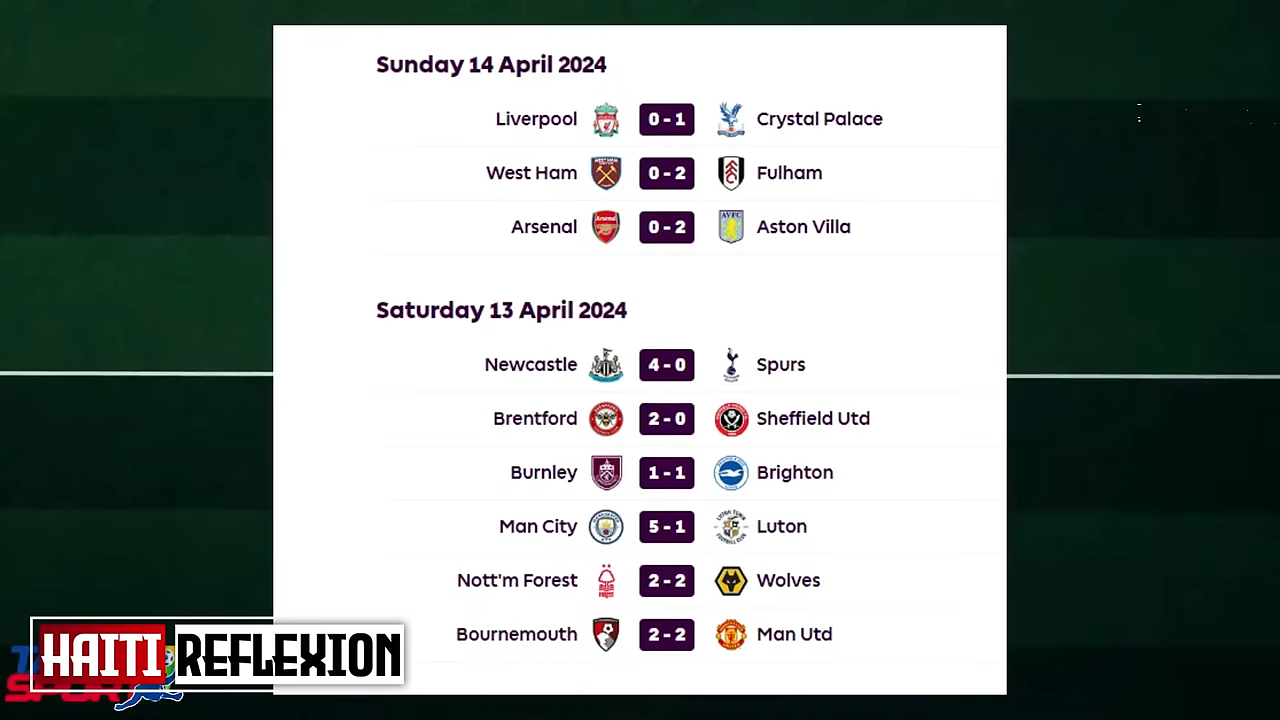 Sunday 14 April 2024
Liverpool 0 - 1 Crystal Palace
West Ham 0 - 2 Fulham
Arsenal 0 - 2 Aston Villa
Saturday 13 April 2024
Newcastle 4 - 0 Spurs
Brentford 2 - 0 Sheffield Utd
Burnley 1 - 1 Brighton
Man City 5 - 1 Luton
Nott'm Forest 2 - 2 Wolves
Bournemouth 2 - 2 Man Utd
HAITI REFLEXION